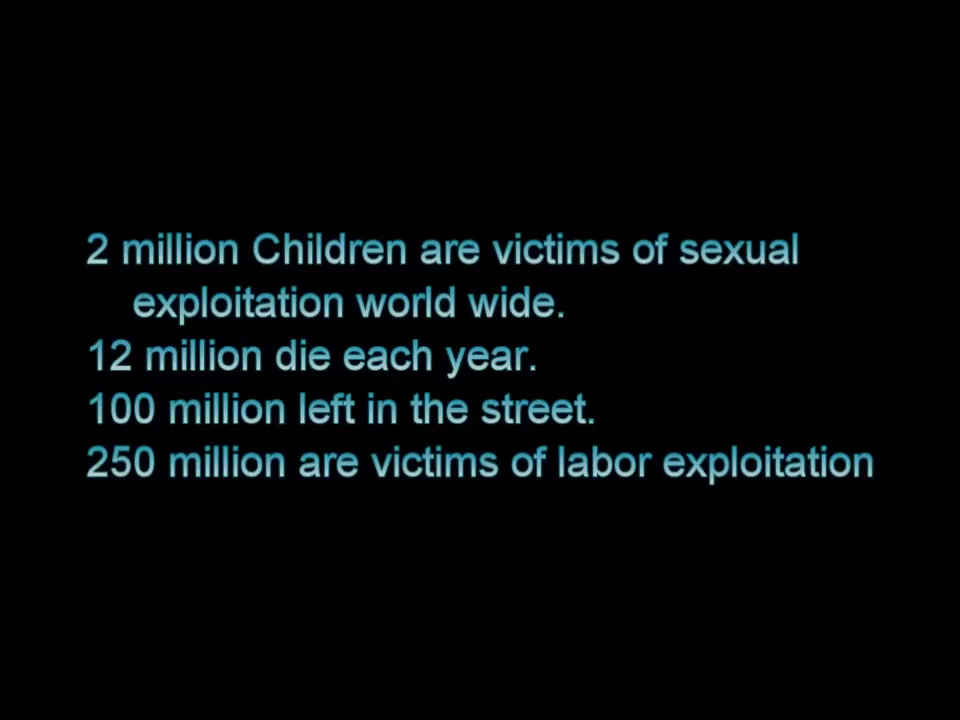 2 million Children are victims of sexual
exploitation world wide.
12 million die each year.
100 million left in the street.
250 million are victims of labor exploitation